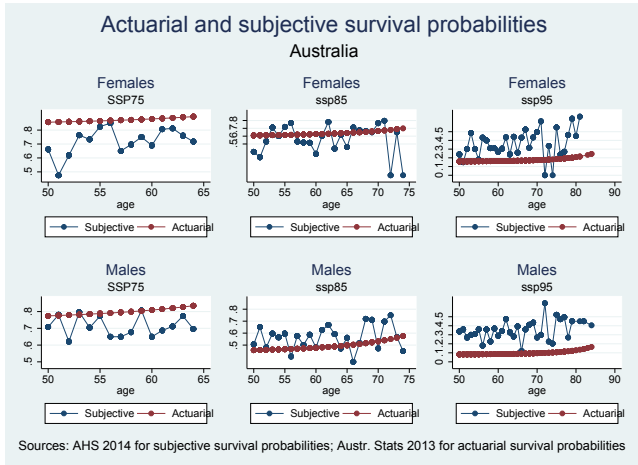 Actuarial and subjective survival probabilities
Australia
Females
SSP75
.5 .6 .7 .8
50 55 60 65
age
Subjective Actuarial
Females
ssp85
.5 .6 .7 .8
50 55 60 65 70 75
age
Subjective Actuarial
Females
ssp95
0 .1 .2 .3 .4 .5
50 60 70 80 90
age
Subjective Actuarial
Males
SSP75
.5 .6 .7 .8
50 55 60 65
age
Subjective Actuarial
Males
ssp85
.5 .6 .7 .8
50 55 60 65 70 75
age
Subjective Actuarial
Males
ssp95
0 .1 .2 .3 .4 .5
50 60 70 80 90
age
Subjective Actuarial
Sources: AHS 2014 for subjective survival probabilities; Austr. Stats 2013 for actuarial survival probabilities